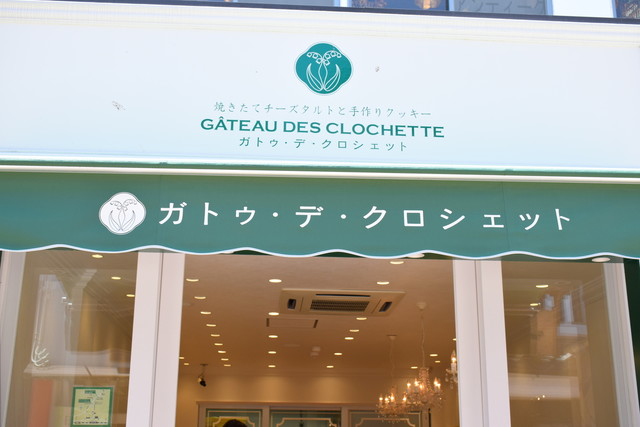 焼きたてチーズタルトと手作りクッキー
GÂTEAU DES CLOCHETTE
ガトゥ・デ・クロシェット
ガトゥ・デ・クロシェット